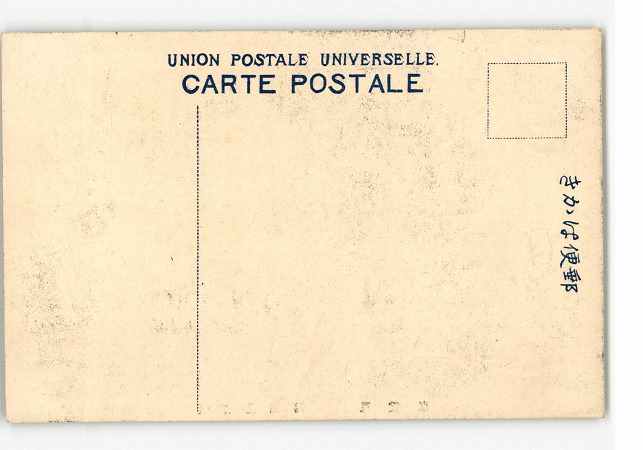 UNION POSTALE UNIVERSELLE.
CARTE POSTALE
きかは便郵